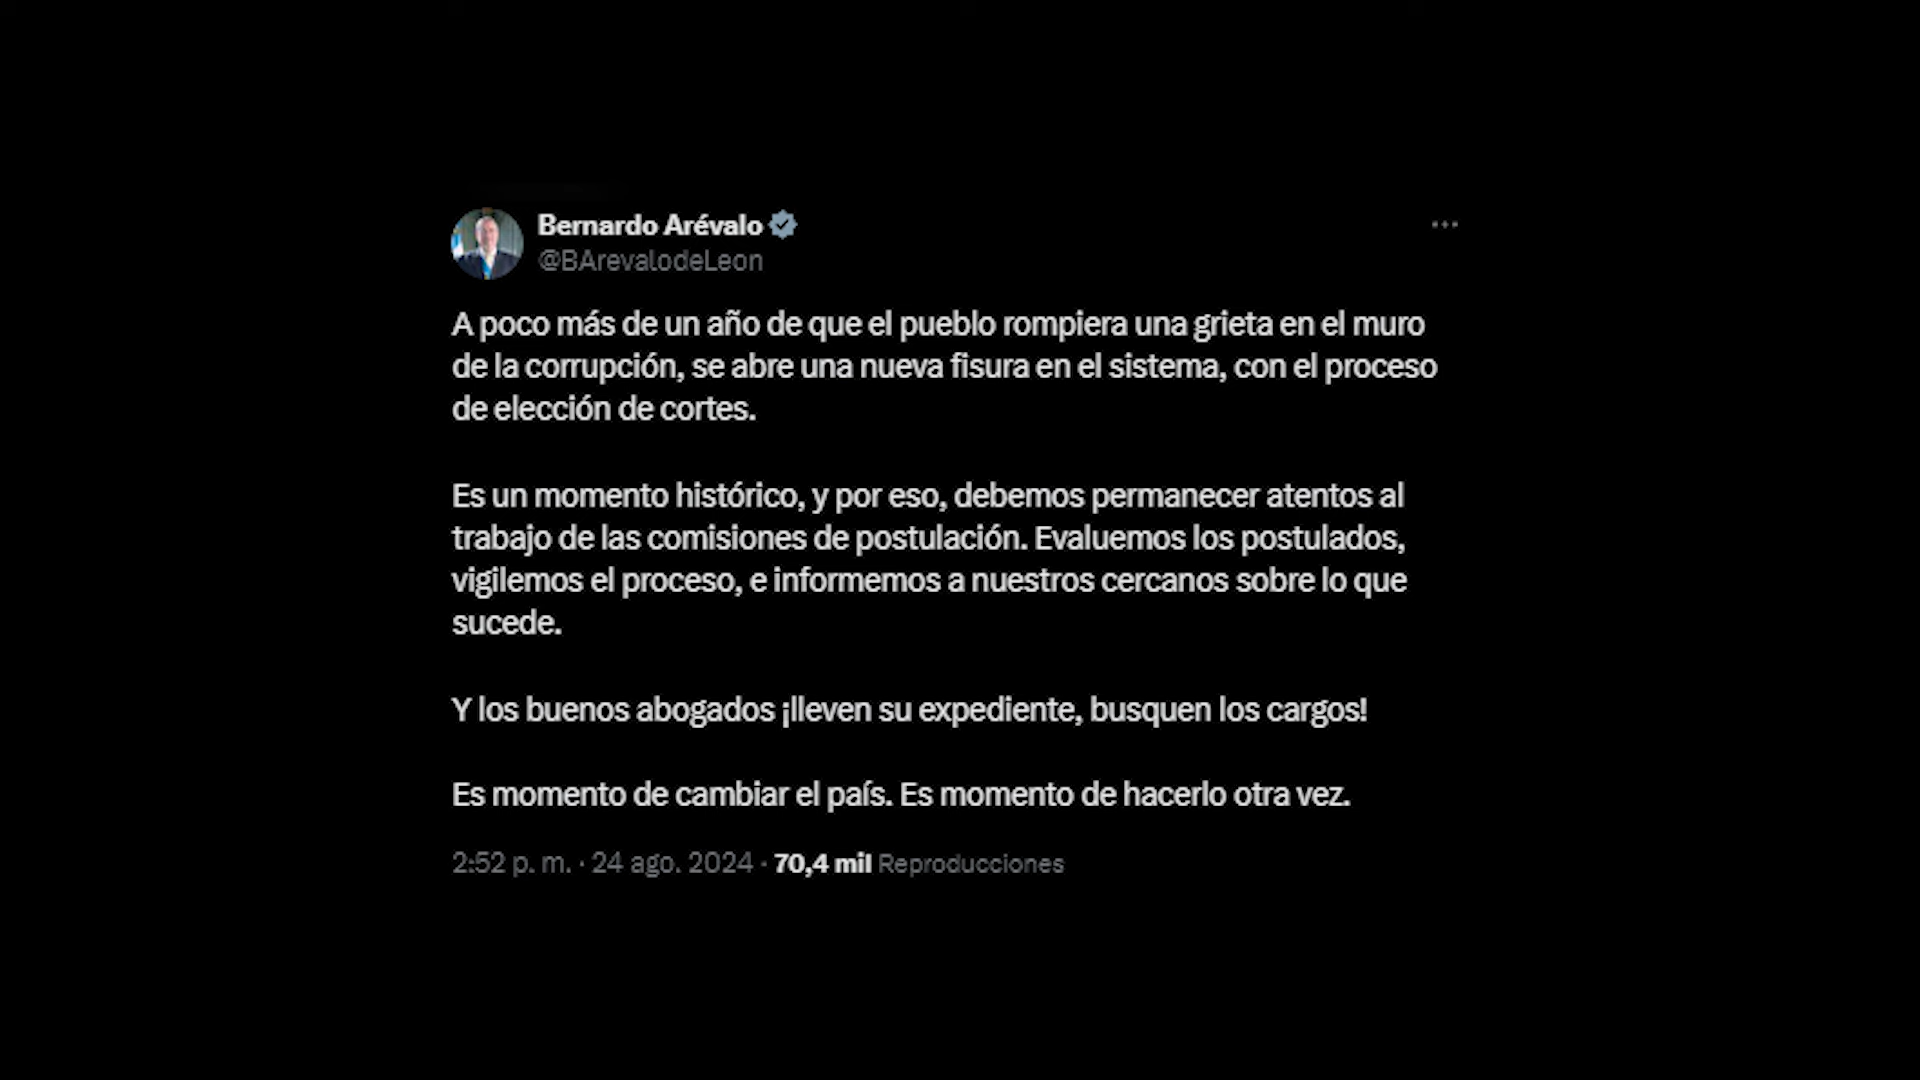 Bernardo Arévalo
@BArevalodeLeon
A poco más de un año de que el pueblo rompiera una grieta en el muro
de la corrupción, se abre una nueva fisura en el sistema, con el proceso
de elección de cortes.
Es un momento histórico, y por eso, debemos permanecer atentos al
trabajo de las comisiones de postulación. Evaluemos los postulados,
vigilemos el proceso, e informemos a nuestros cercanos sobre lo que
sucede.
Y los buenos abogados ¡lleven su expediente, busquen los cargos!
Es momento de cambiar el país. Es momento de hacerlo otra vez.
2:52 p. m. · 24 ago. 2024 · 70,4 mil Reproducciones